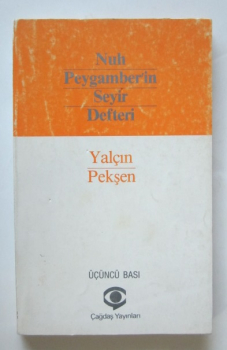 Nuh
Peygamber'in
Seyir
Defteri
Yalçın
Pekşen
ÜÇÜNCÜ BASI
Çağdaş Yayınları